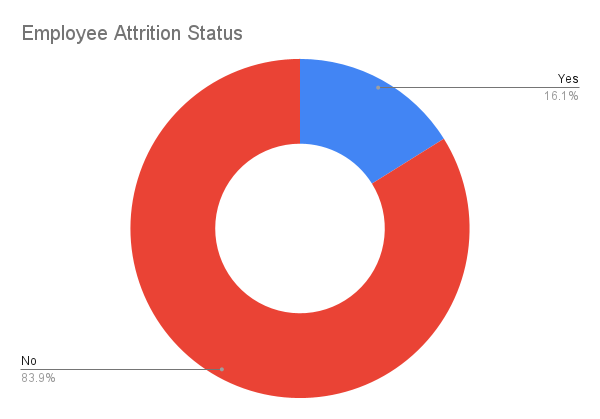 Employee Attrition Status
Yes
16.1%
No
83.9%